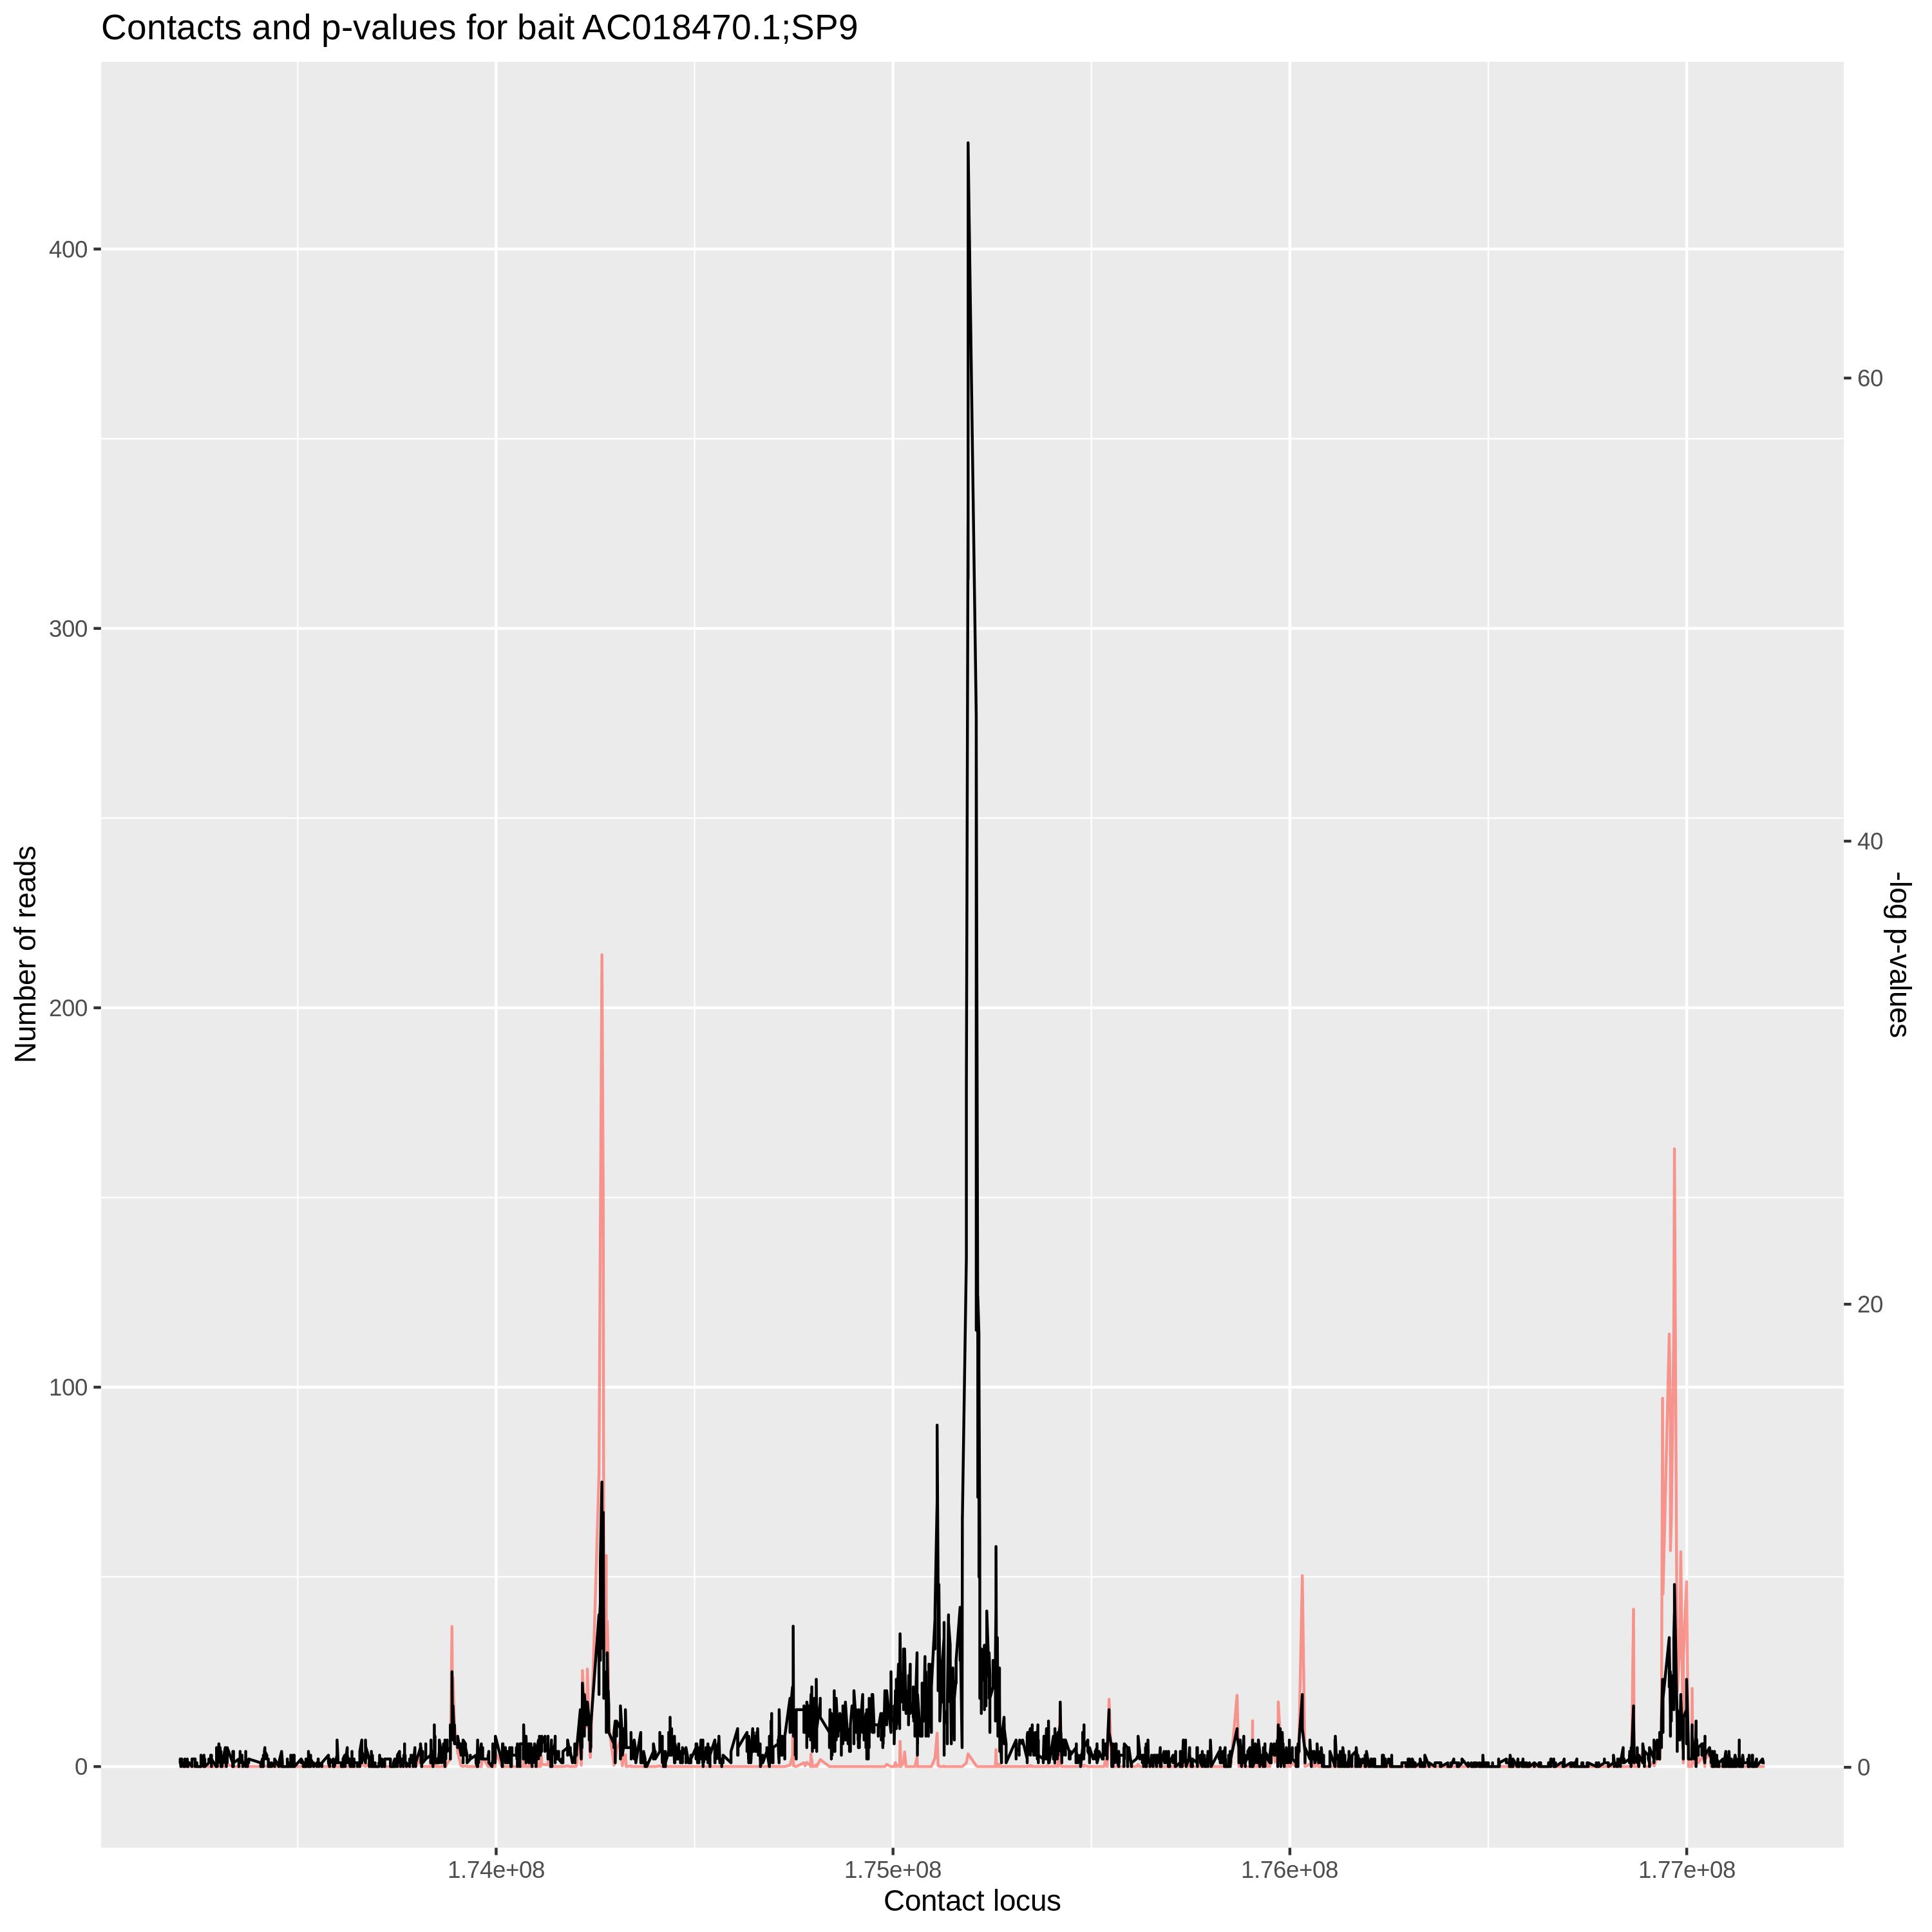 Contacts and p-values for bait AC018470.1;SP9
400
300
200
100
0
Number of reads
60
40
20
0
-log p-values
1.74e+08
1.75e+08
1.76e+08
1.77e+08
Contact locus